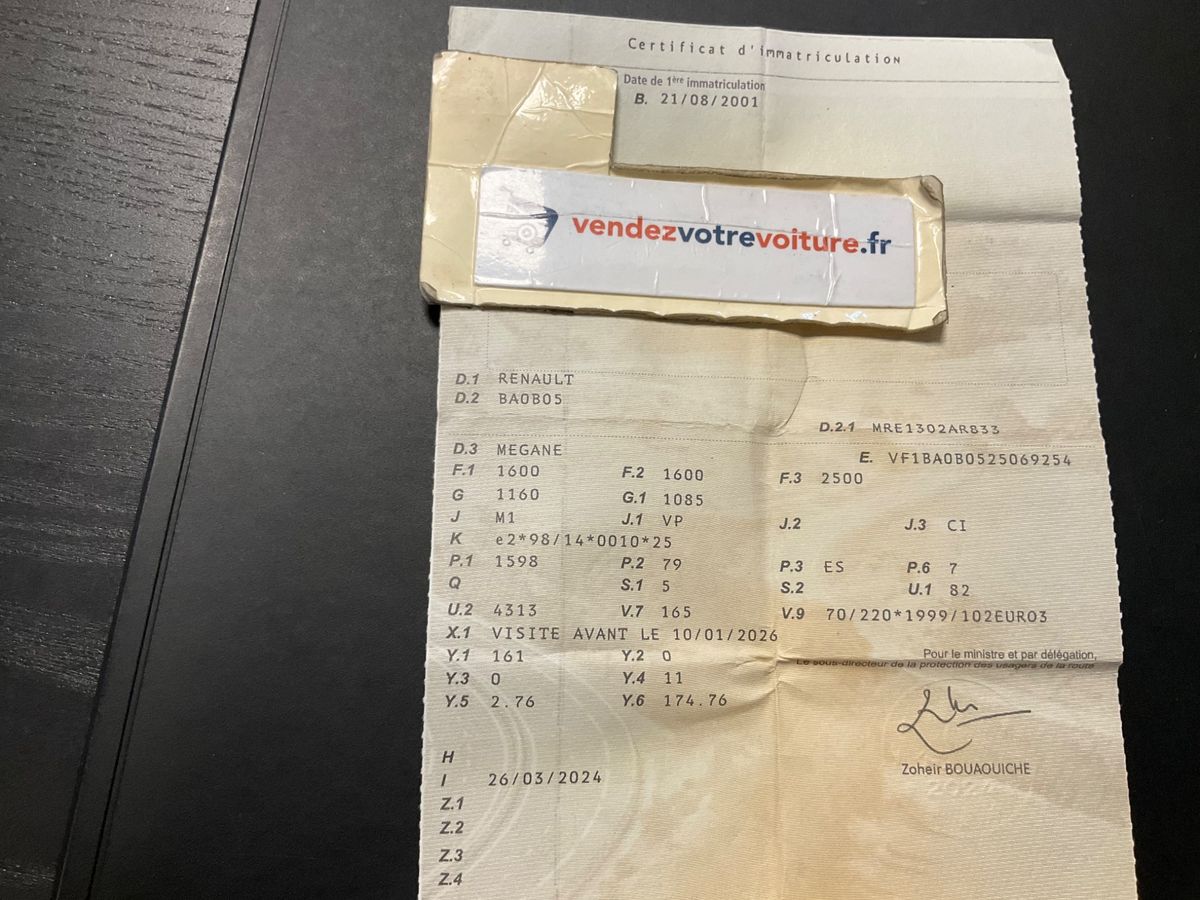 Certificat d'immatriculation
Date de 1ère immatriculation
B. 21/08/2001
vendezvotrevoiture.fr
D.1 RENAULT
D.2 BA0B05
D.2.1 MRE1302AR833
D.3 MEGANE
E. VF1BA0B0525069254
F.1 1600 F.2 1600 F.3 2500
G 1160 G.1 1085
J M1 J.1 VP J.2 J.3 CI
K e2*98/14*0010*25
P.1 1598 P.2 79 P.3 ES P.6 7
Q S.1 5 S.2 U.1 82
U.2 4313 V.7 165 V.9 70/220*1999/102EURO3
X.1 VISITE AVANT LE 10/01/2026
Y.1 161 Y.2 0
Pour le ministre et par délégation,
Le sous-directeur de la protection des usagers de la route
Y.3 0 Y.4 11
Y.5 2.76 Y.6 174.76
H
Zoheir BOUAOUICHE
I 26/03/2024
Z.1
Z.2
Z.3
Z.4